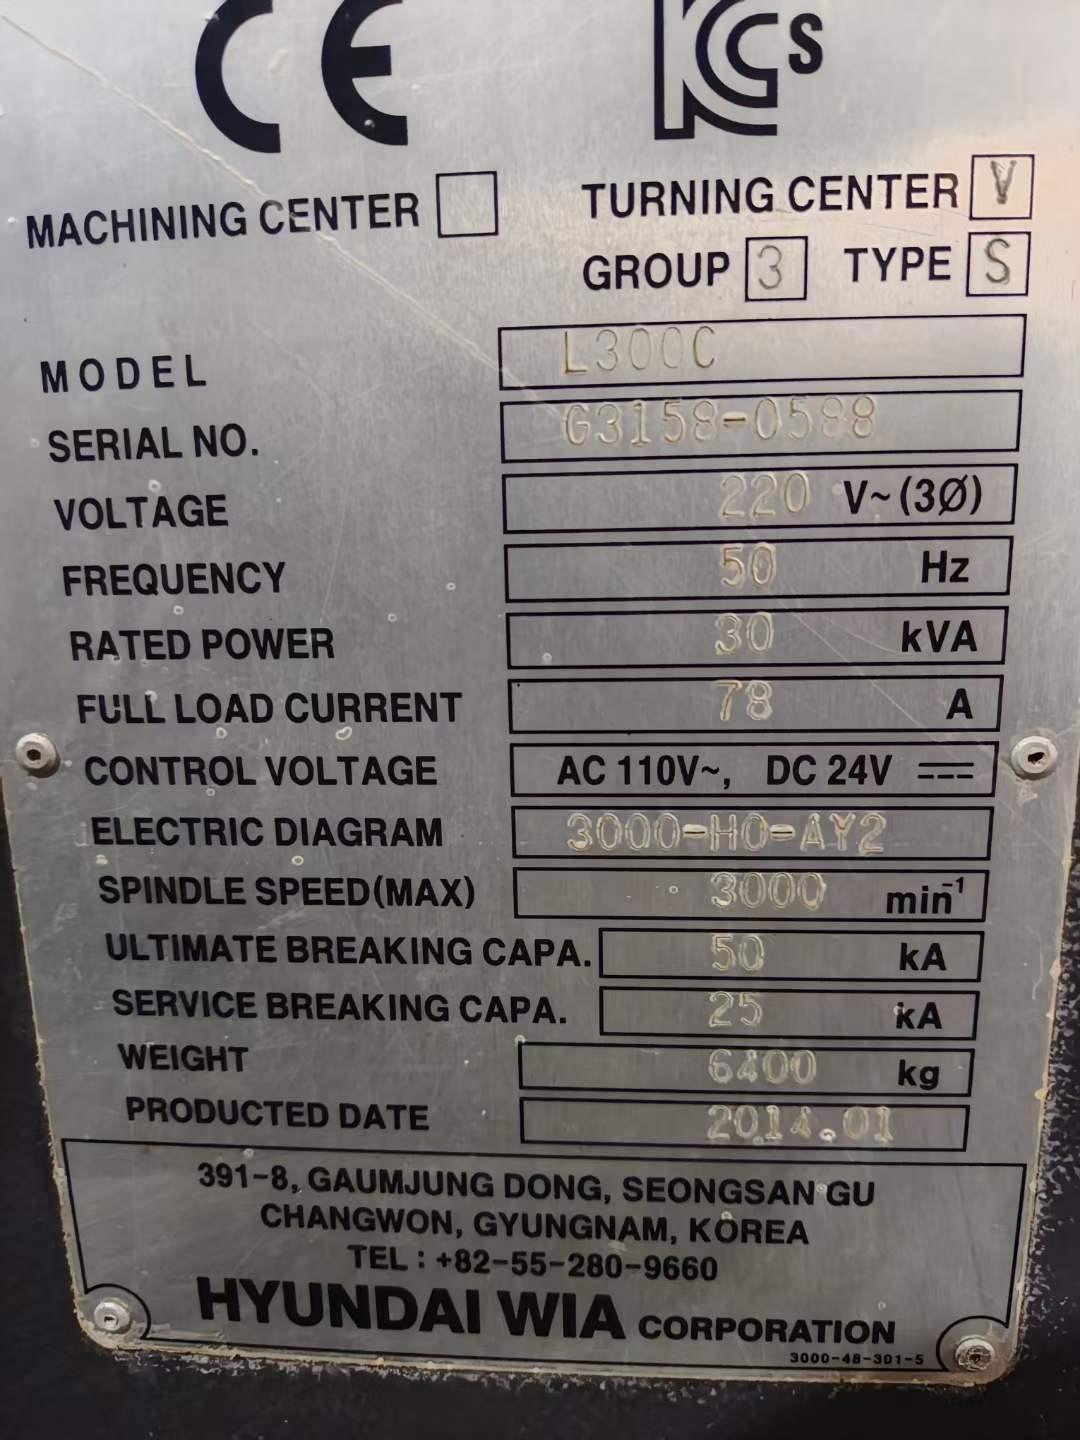 CE KCs
MACHINING CENTER TURNING CENTER V
GROUP 3 TYPE S
MODEL L300C
SERIAL NO. G3158-0588
VOLTAGE 220 V~(3Ø)
FREQUENCY 50 Hz
RATED POWER 30 kVA
FULL LOAD CURRENT 78 A
CONTROL VOLTAGE AC 110V~, DC 24V
ELECTRIC DIAGRAM 3000-HO-AY2
SPINDLE SPEED(MAX) 3000 min⁻¹
ULTIMATE BREAKING CAPA. 50 kA
SERVICE BREAKING CAPA. 25 kA
WEIGHT 6400 kg
PRODUCTED DATE 2014.01
391-8, GAUMJUNG DONG, SEONGSAN GU
CHANGWON, GYUNGNAM, KOREA
TEL : +82-55-280-9660
HYUNDAI WIA CORPORATION
3000-48-301-5